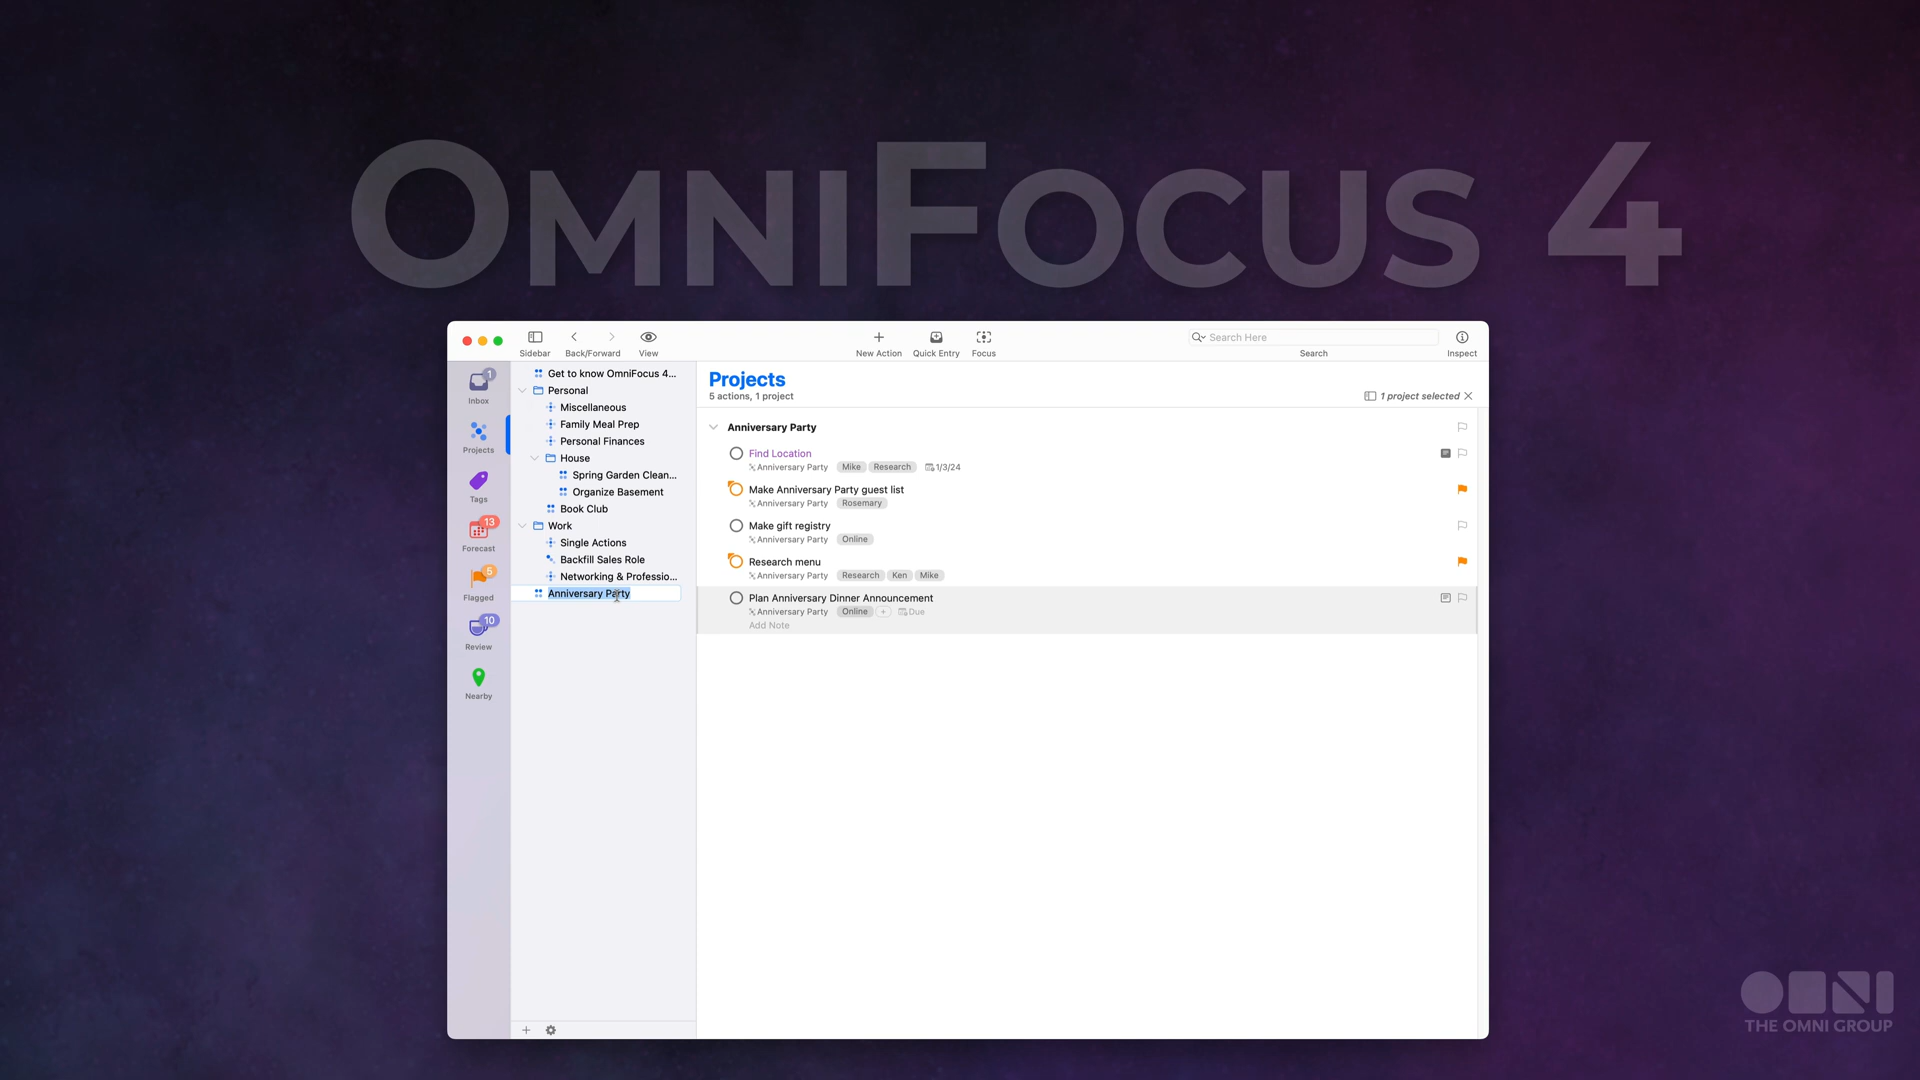 OMNIFOCUS 4
Sidebar
Back/Forward
View
New Action
Quick Entry
Focus
Search Here
Search
Inspect
1
Inbox
Projects
Tags
13
Forecast
5
Flagged
10
Review
Nearby
Get to know OmniFocus 4...
Personal
Miscellaneous
Family Meal Prep
Personal Finances
House
Spring Garden Clean...
Organize Basement
Book Club
Work
Single Actions
Backfill Sales Role
Networking & Professio...
Anniversary Party
Projects
5 actions, 1 project
1 project selected
Anniversary Party
Find Location
Anniversary Party Mike Research 1/3/24
Make Anniversary Party guest list
Anniversary Party Rosemary
Make gift registry
Anniversary Party Online
Research menu
Anniversary Party Research Ken Mike
Plan Anniversary Dinner Announcement
Anniversary Party Online + Due
Add Note
OMNI
THE OMNI GROUP